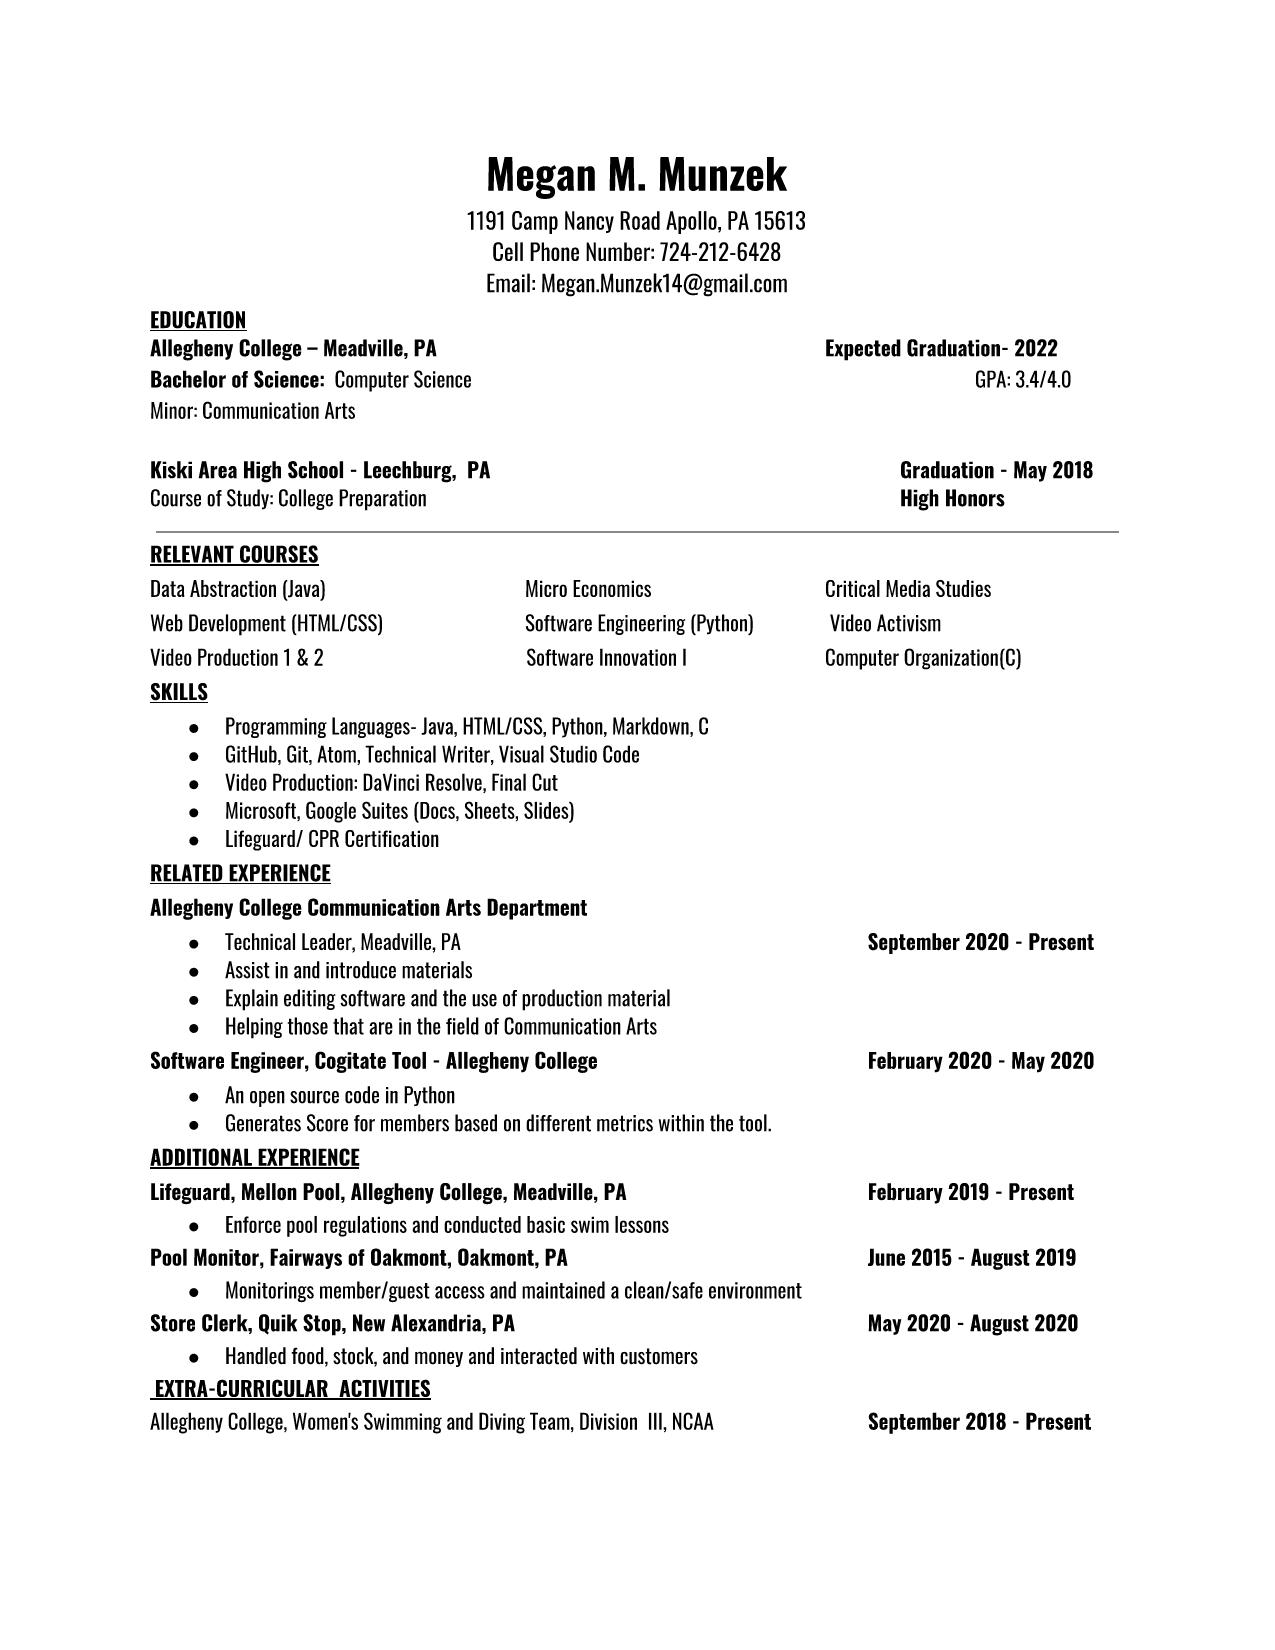 Megan M. Munzek
1191 Camp Nancy Road Apollo, PA 15613
Cell Phone Number: 724-212-6428
Email: Megan.Munzek14@gmail.com
EDUCATION
Allegheny College – Meadville, PA Expected Graduation- 2022
Bachelor of Science: Computer Science GPA: 3.4/4.0
Minor: Communication Arts
Kiski Area High School - Leechburg, PA Graduation - May 2018
Course of Study: College Preparation High Honors
RELEVANT COURSES
Data Abstraction (Java) Micro Economics Critical Media Studies
Web Development (HTML/CSS) Software Engineering (Python) Video Activism
Video Production 1 & 2 Software Innovation I Computer Organization(C)
SKILLS
● Programming Languages- Java, HTML/CSS, Python, Markdown, C
● GitHub, Git, Atom, Technical Writer, Visual Studio Code
● Video Production: DaVinci Resolve, Final Cut
● Microsoft, Google Suites (Docs, Sheets, Slides)
● Lifeguard/ CPR Certification
RELATED EXPERIENCE
Allegheny College Communication Arts Department
● Technical Leader, Meadville, PA September 2020 - Present
● Assist in and introduce materials
● Explain editing software and the use of production material
● Helping those that are in the field of Communication Arts
Software Engineer, Cogitate Tool - Allegheny College February 2020 - May 2020
● An open source code in Python
● Generates Score for members based on different metrics within the tool.
ADDITIONAL EXPERIENCE
Lifeguard, Mellon Pool, Allegheny College, Meadville, PA February 2019 - Present
● Enforce pool regulations and conducted basic swim lessons
Pool Monitor, Fairways of Oakmont, Oakmont, PA June 2015 - August 2019
● Monitorings member/guest access and maintained a clean/safe environment
Store Clerk, Quik Stop, New Alexandria, PA May 2020 - August 2020
● Handled food, stock, and money and interacted with customers
EXTRA-CURRICULAR ACTIVITIES
Allegheny College, Women's Swimming and Diving Team, Division III, NCAA September 2018 - Present